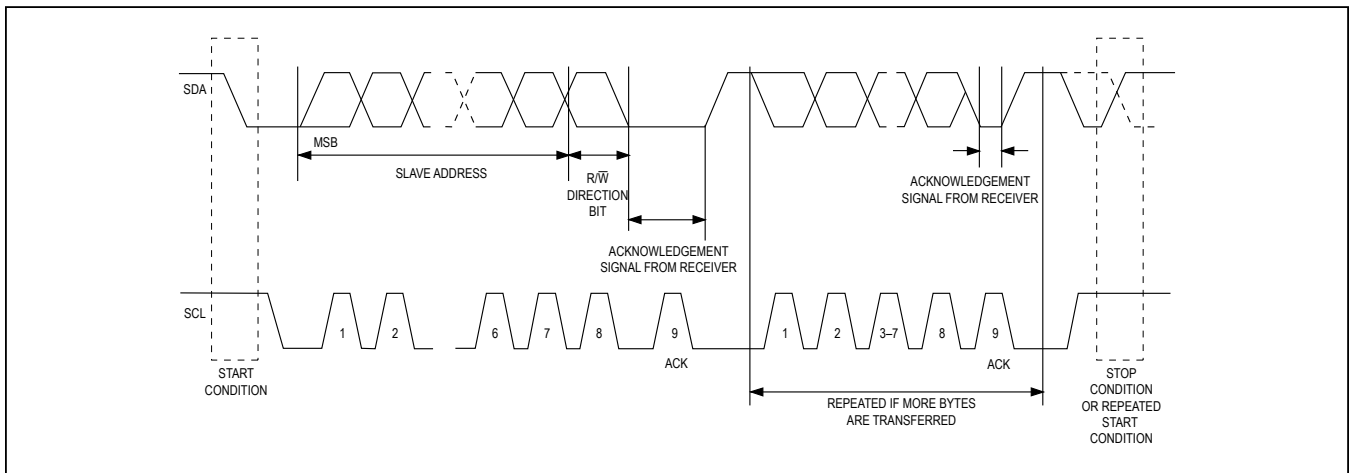 SDA
MSB
SLAVE ADDRESS
R/W̅
DIRECTION
BIT
ACKNOWLEDGEMENT
SIGNAL FROM RECEIVER
ACKNOWLEDGEMENT
SIGNAL FROM RECEIVER
SCL
1 2 6 7 8 9 1 2 3–7 8 9
ACK ACK
START
CONDITION
REPEATED IF MORE BYTES
ARE TRANSFERRED
STOP
CONDITION
OR REPEATED
START
CONDITION